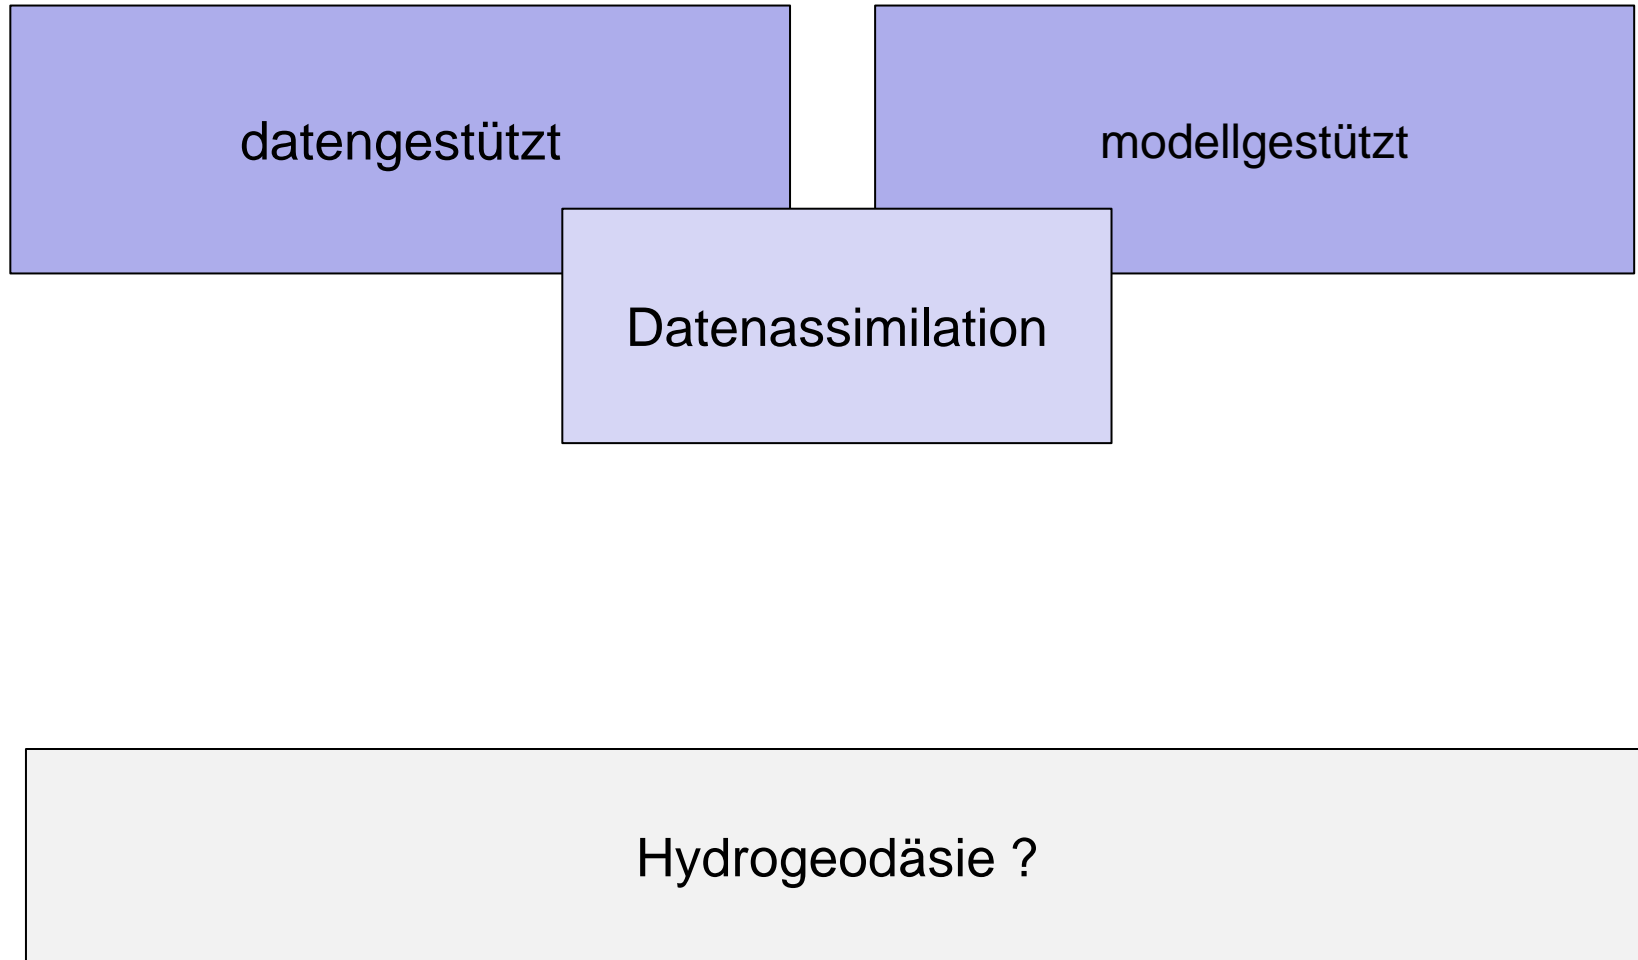 datengestützt
modellgestützt
Datenassimilation
Hydrogeodäsie ?